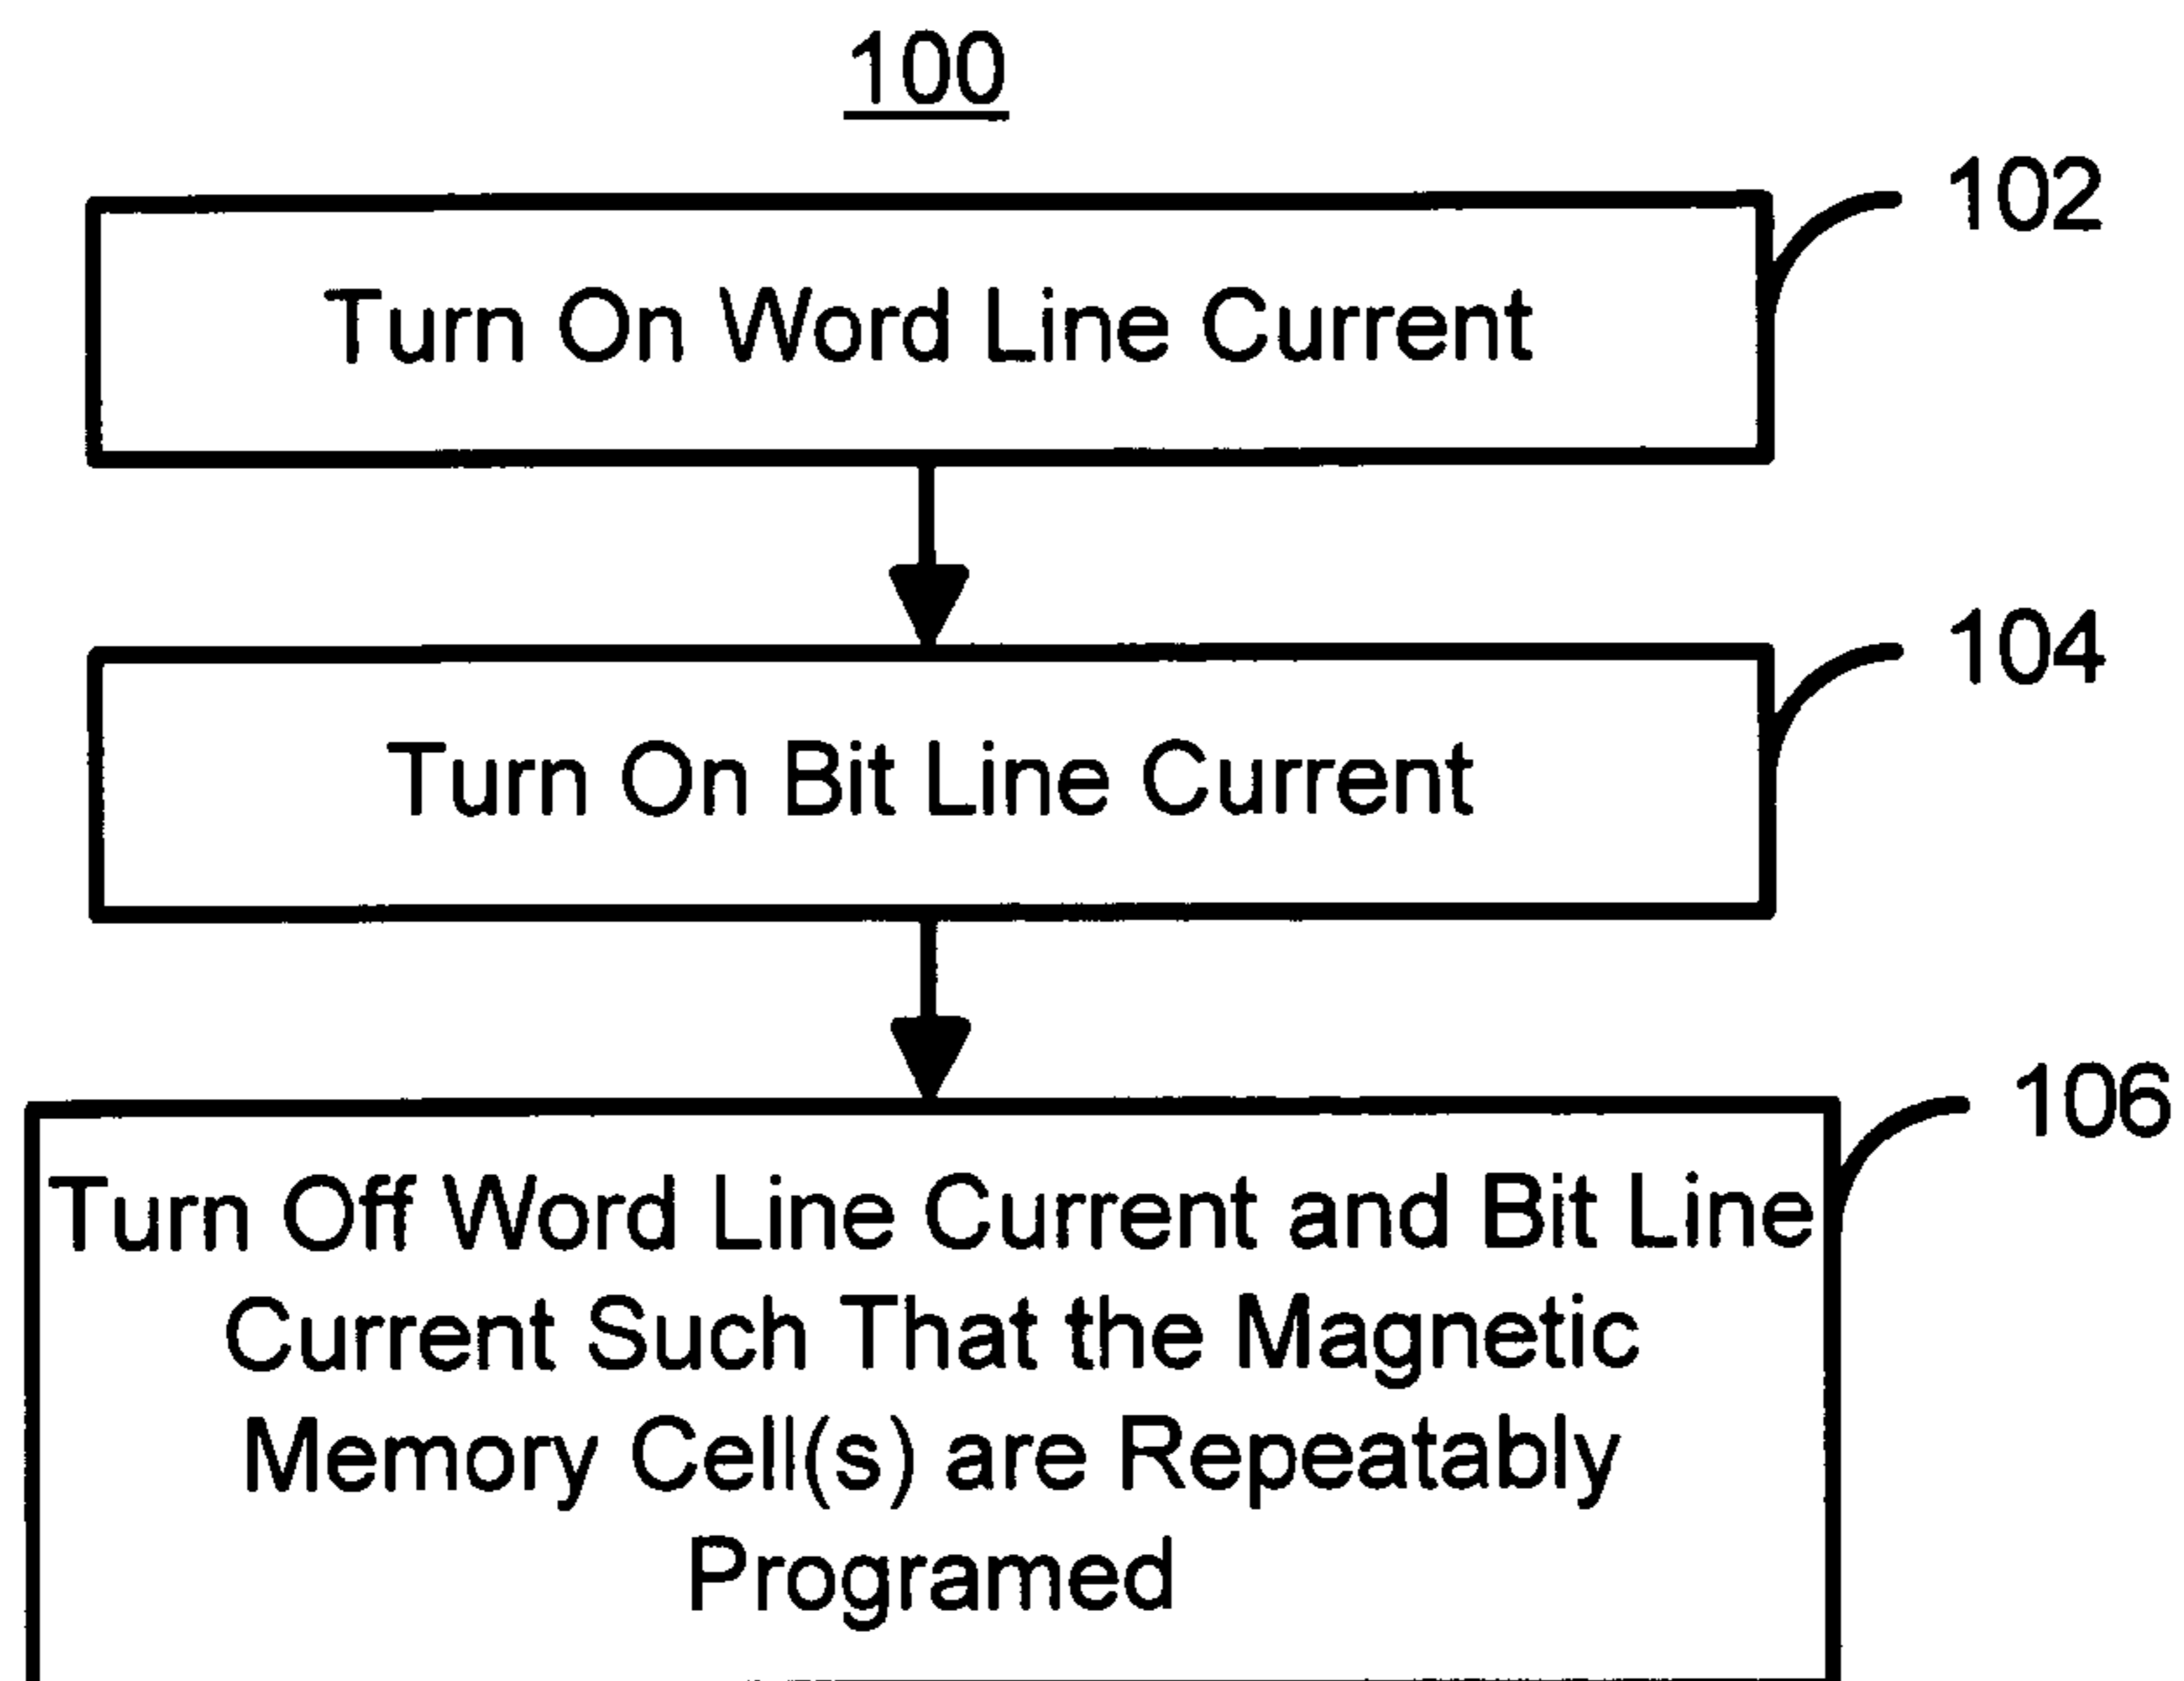 100
102
Turn On Word Line Current
104
Turn On Bit Line Current
106
Turn Off Word Line Current and Bit Line
Current Such That the Magnetic
Memory Cell(s) are Repeatably
Programed